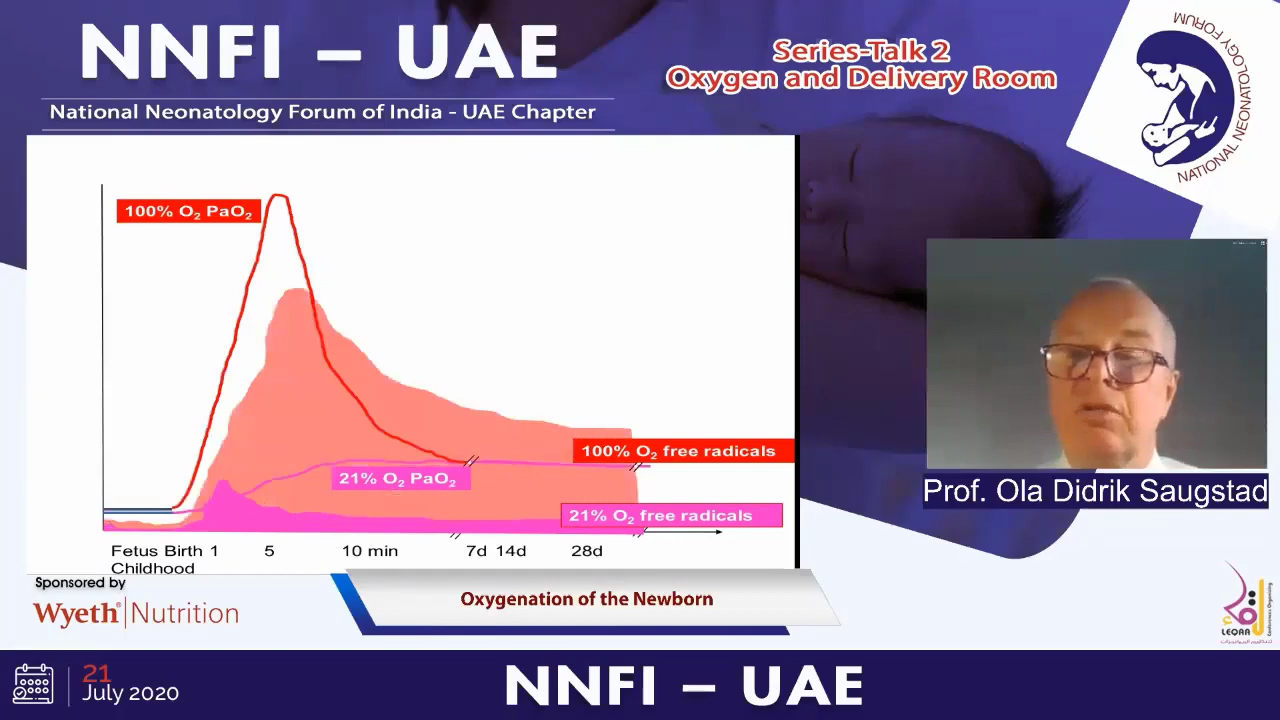 NNFI – UAE
National Neonatology Forum of India - UAE Chapter
Series-Talk 2
Oxygen and Delivery Room
NATIONAL NEONATOLOGY FORUM
100% O₂ PaO₂
100% O₂ free radicals
21% O₂ PaO₂
21% O₂ free radicals
Fetus Birth 1 5 10 min 7d 14d 28d
Childhood
Prof. Ola Didrik Saugstad
Sponsored by
Wyeth® Nutrition
Oxygenation of the Newborn
LEQAA
21
July 2020
NNFI – UAE